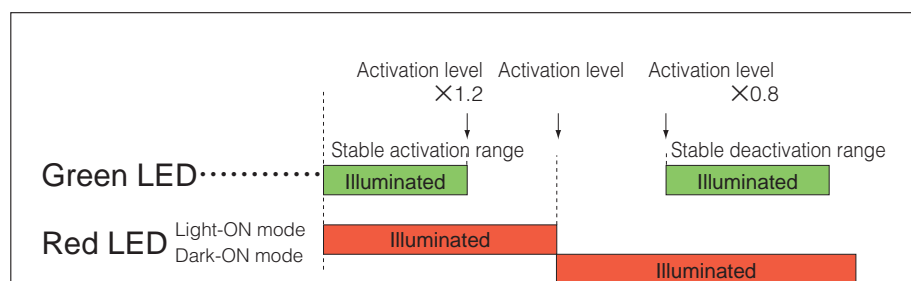 Activation level Activation level Activation level
×1.2 ×0.8
Stable activation range Stable deactivation range
Green LED Illuminated Illuminated
Red LED Light-ON mode Illuminated
Dark-ON mode
Illuminated